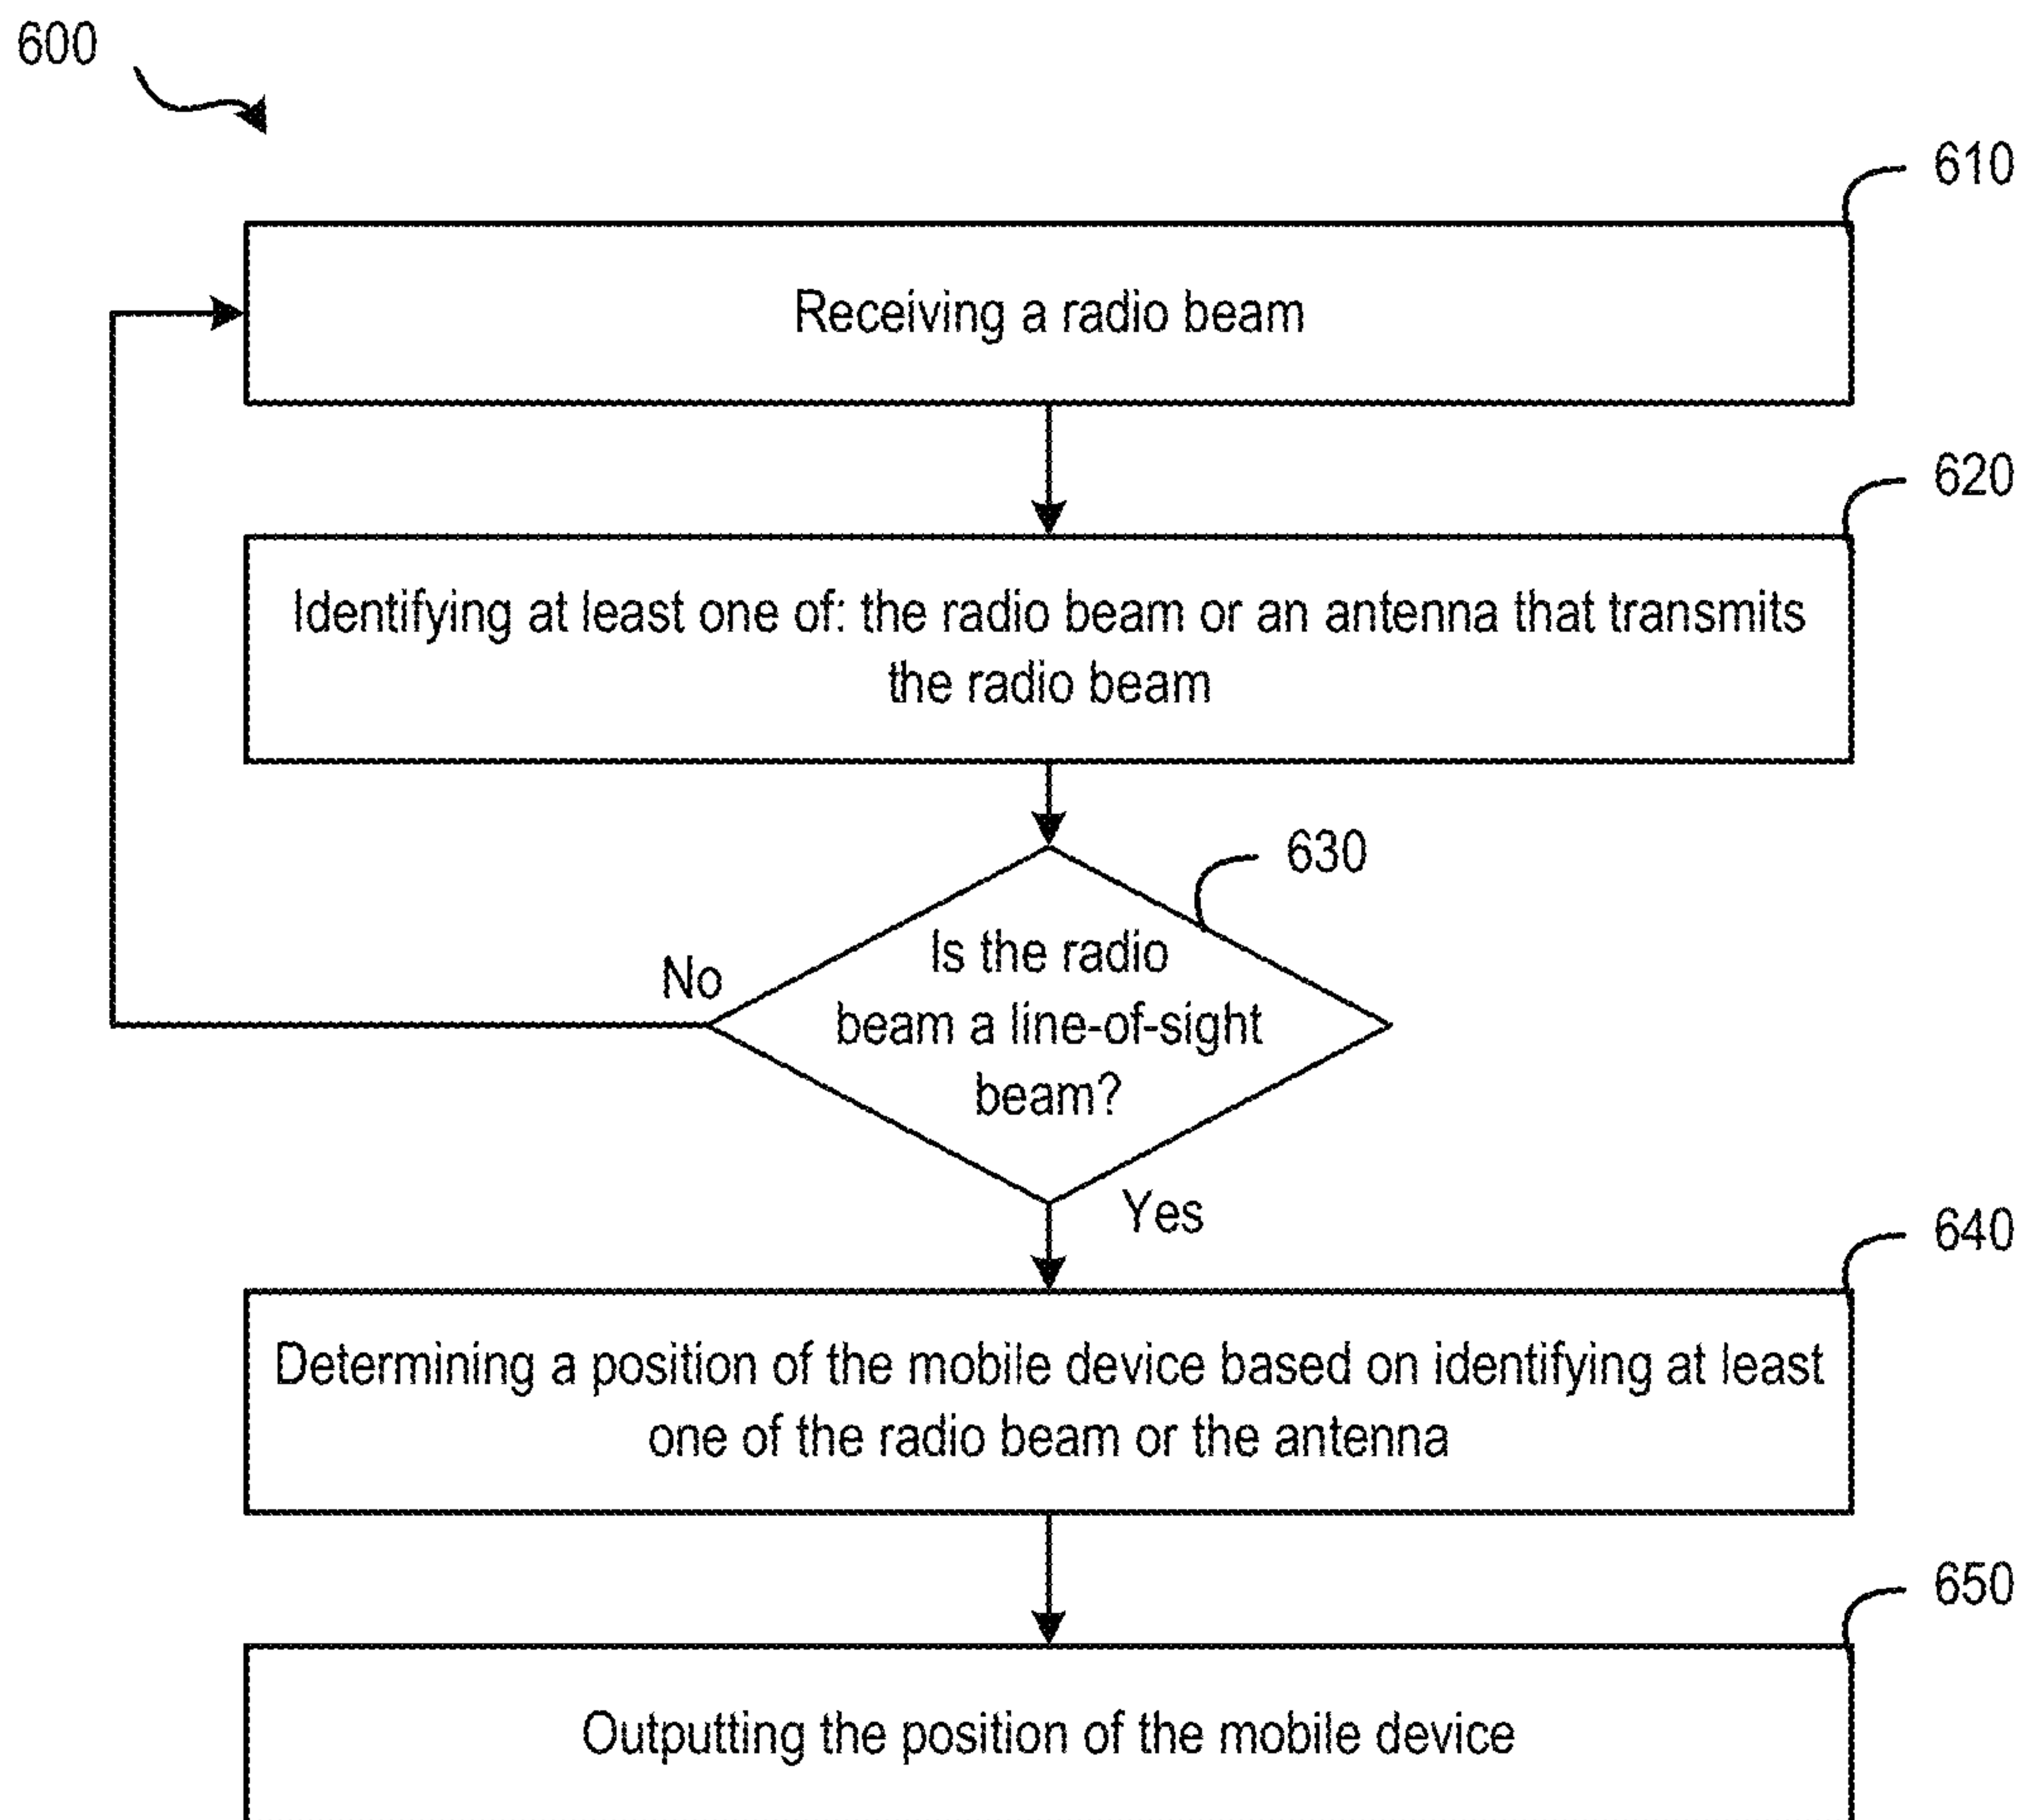 600
610
Receiving a radio beam
620
Identifying at least one of: the radio beam or an antenna that transmits
the radio beam
630
Is the radio
beam a line-of-sight
beam?
No
Yes
640
Determining a position of the mobile device based on identifying at least
one of the radio beam or the antenna
650
Outputting the position of the mobile device